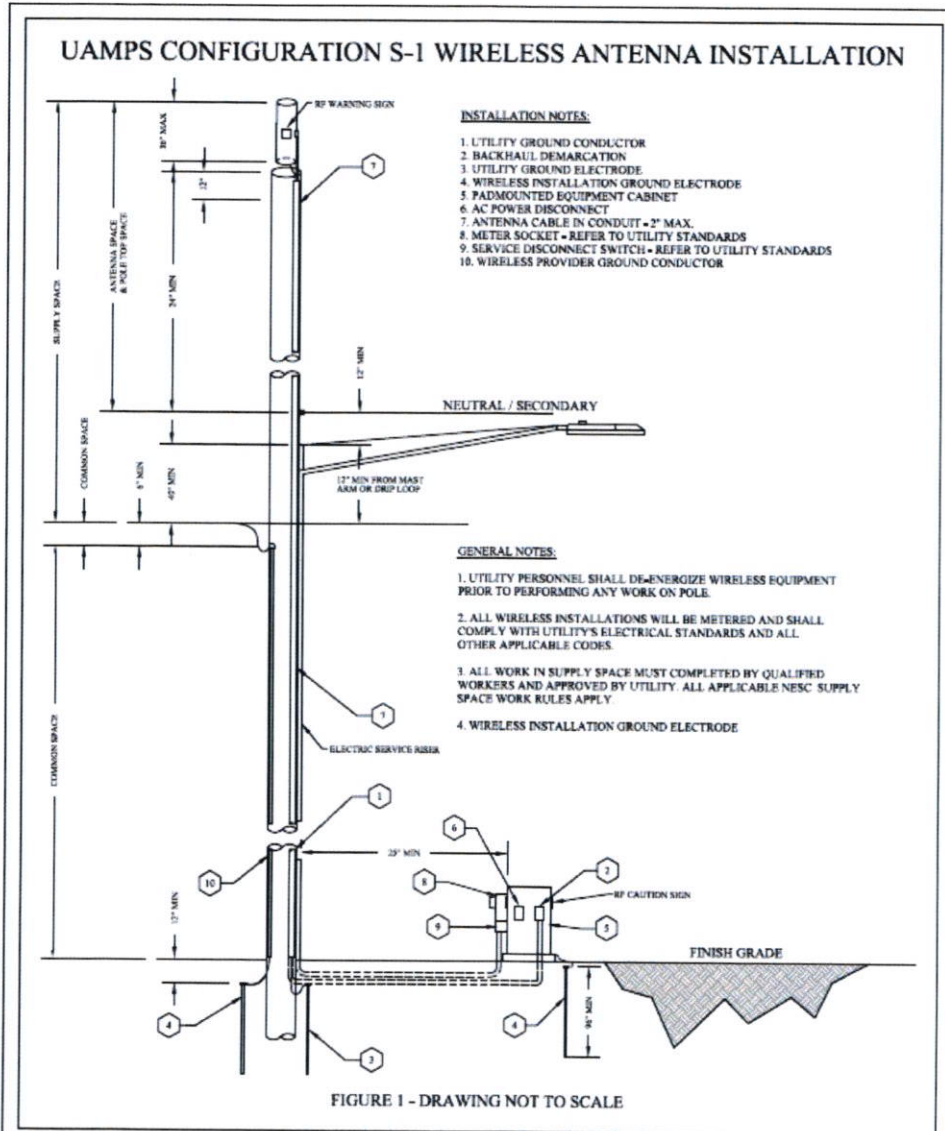 UAMPS CONFIGURATION S-1 WIRELESS ANTENNA INSTALLATION
RF WARNING SIGN
INSTALLATION NOTES:
1. UTILITY GROUND CONDUCTOR
2. BACKHAUL DEMARCATION
3. UTILITY GROUND ELECTRODE
4. WIRELESS INSTALLATION GROUND ELECTRODE
5. PADMOUNTED EQUIPMENT CABINET
6. AC POWER DISCONNECT
7. ANTENNA CABLE IN CONDUIT - 2" MAX.
8. METER SOCKET - REFER TO UTILITY STANDARDS
9. SERVICE DISCONNECT SWITCH - REFER TO UTILITY STANDARDS
10. WIRELESS PROVIDER GROUND CONDUCTOR
MAX
7
12"
SUPPLY SPACE
ANTENNA SPACE
& POLE TOP SPACE
24" MIN
12" MIN
NEUTRAL / SECONDARY
COMMON SPACE
6" MIN
40" MIN
12" MIN FROM MAST
ARM OR DRIP LOOP
GENERAL NOTES:
1. UTILITY PERSONNEL SHALL DE-ENERGIZE WIRELESS EQUIPMENT
PRIOR TO PERFORMING ANY WORK ON POLE.
2. ALL WIRELESS INSTALLATIONS WILL BE METERED AND SHALL
COMPLY WITH UTILITY'S ELECTRICAL STANDARDS AND ALL
OTHER APPLICABLE CODES.
3. ALL WORK IN SUPPLY SPACE MUST COMPLETED BY QUALIFIED
WORKERS AND APPROVED BY UTILITY. ALL APPLICABLE NESC SUPPLY
SPACE WORK RULES APPLY.
4. WIRELESS INSTALLATION GROUND ELECTRODE
7
ELECTRIC SERVICE RISER
COMMON SPACE
1
25" MIN
6
2
10
8
RF CAUTION SIGN
12" MIN
9
5
FINISH GRADE
4
3
4
96" MIN
FIGURE 1 - DRAWING NOT TO SCALE